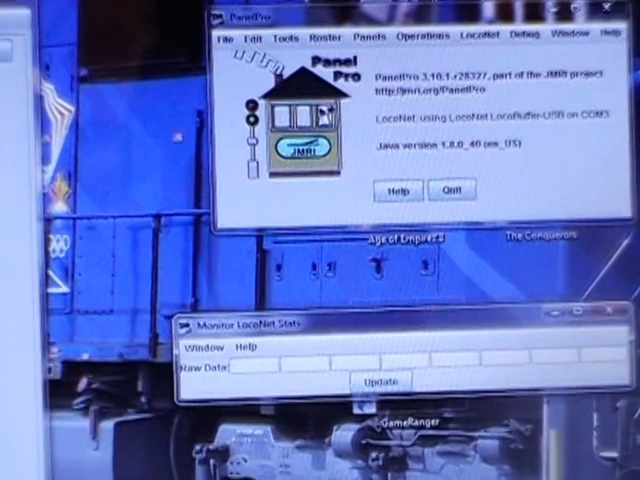 PanelPro
File Edit Tools Roster Panels Operations LocoNet Debug Window Help
Panel
Pro
PanelPro 3.10.1-r28327, part of the JMRI project
http://jmri.org/PanelPro
LocoNet: using LocoNet LocoBuffer-USB on COM3
Java version 1.8.0_40 (en_US)
JMRI
Help Quit
Age of Empires II
The Conquerors
Monitor LocoNet Stats
Window Help
Raw Data:
Update
GameRanger